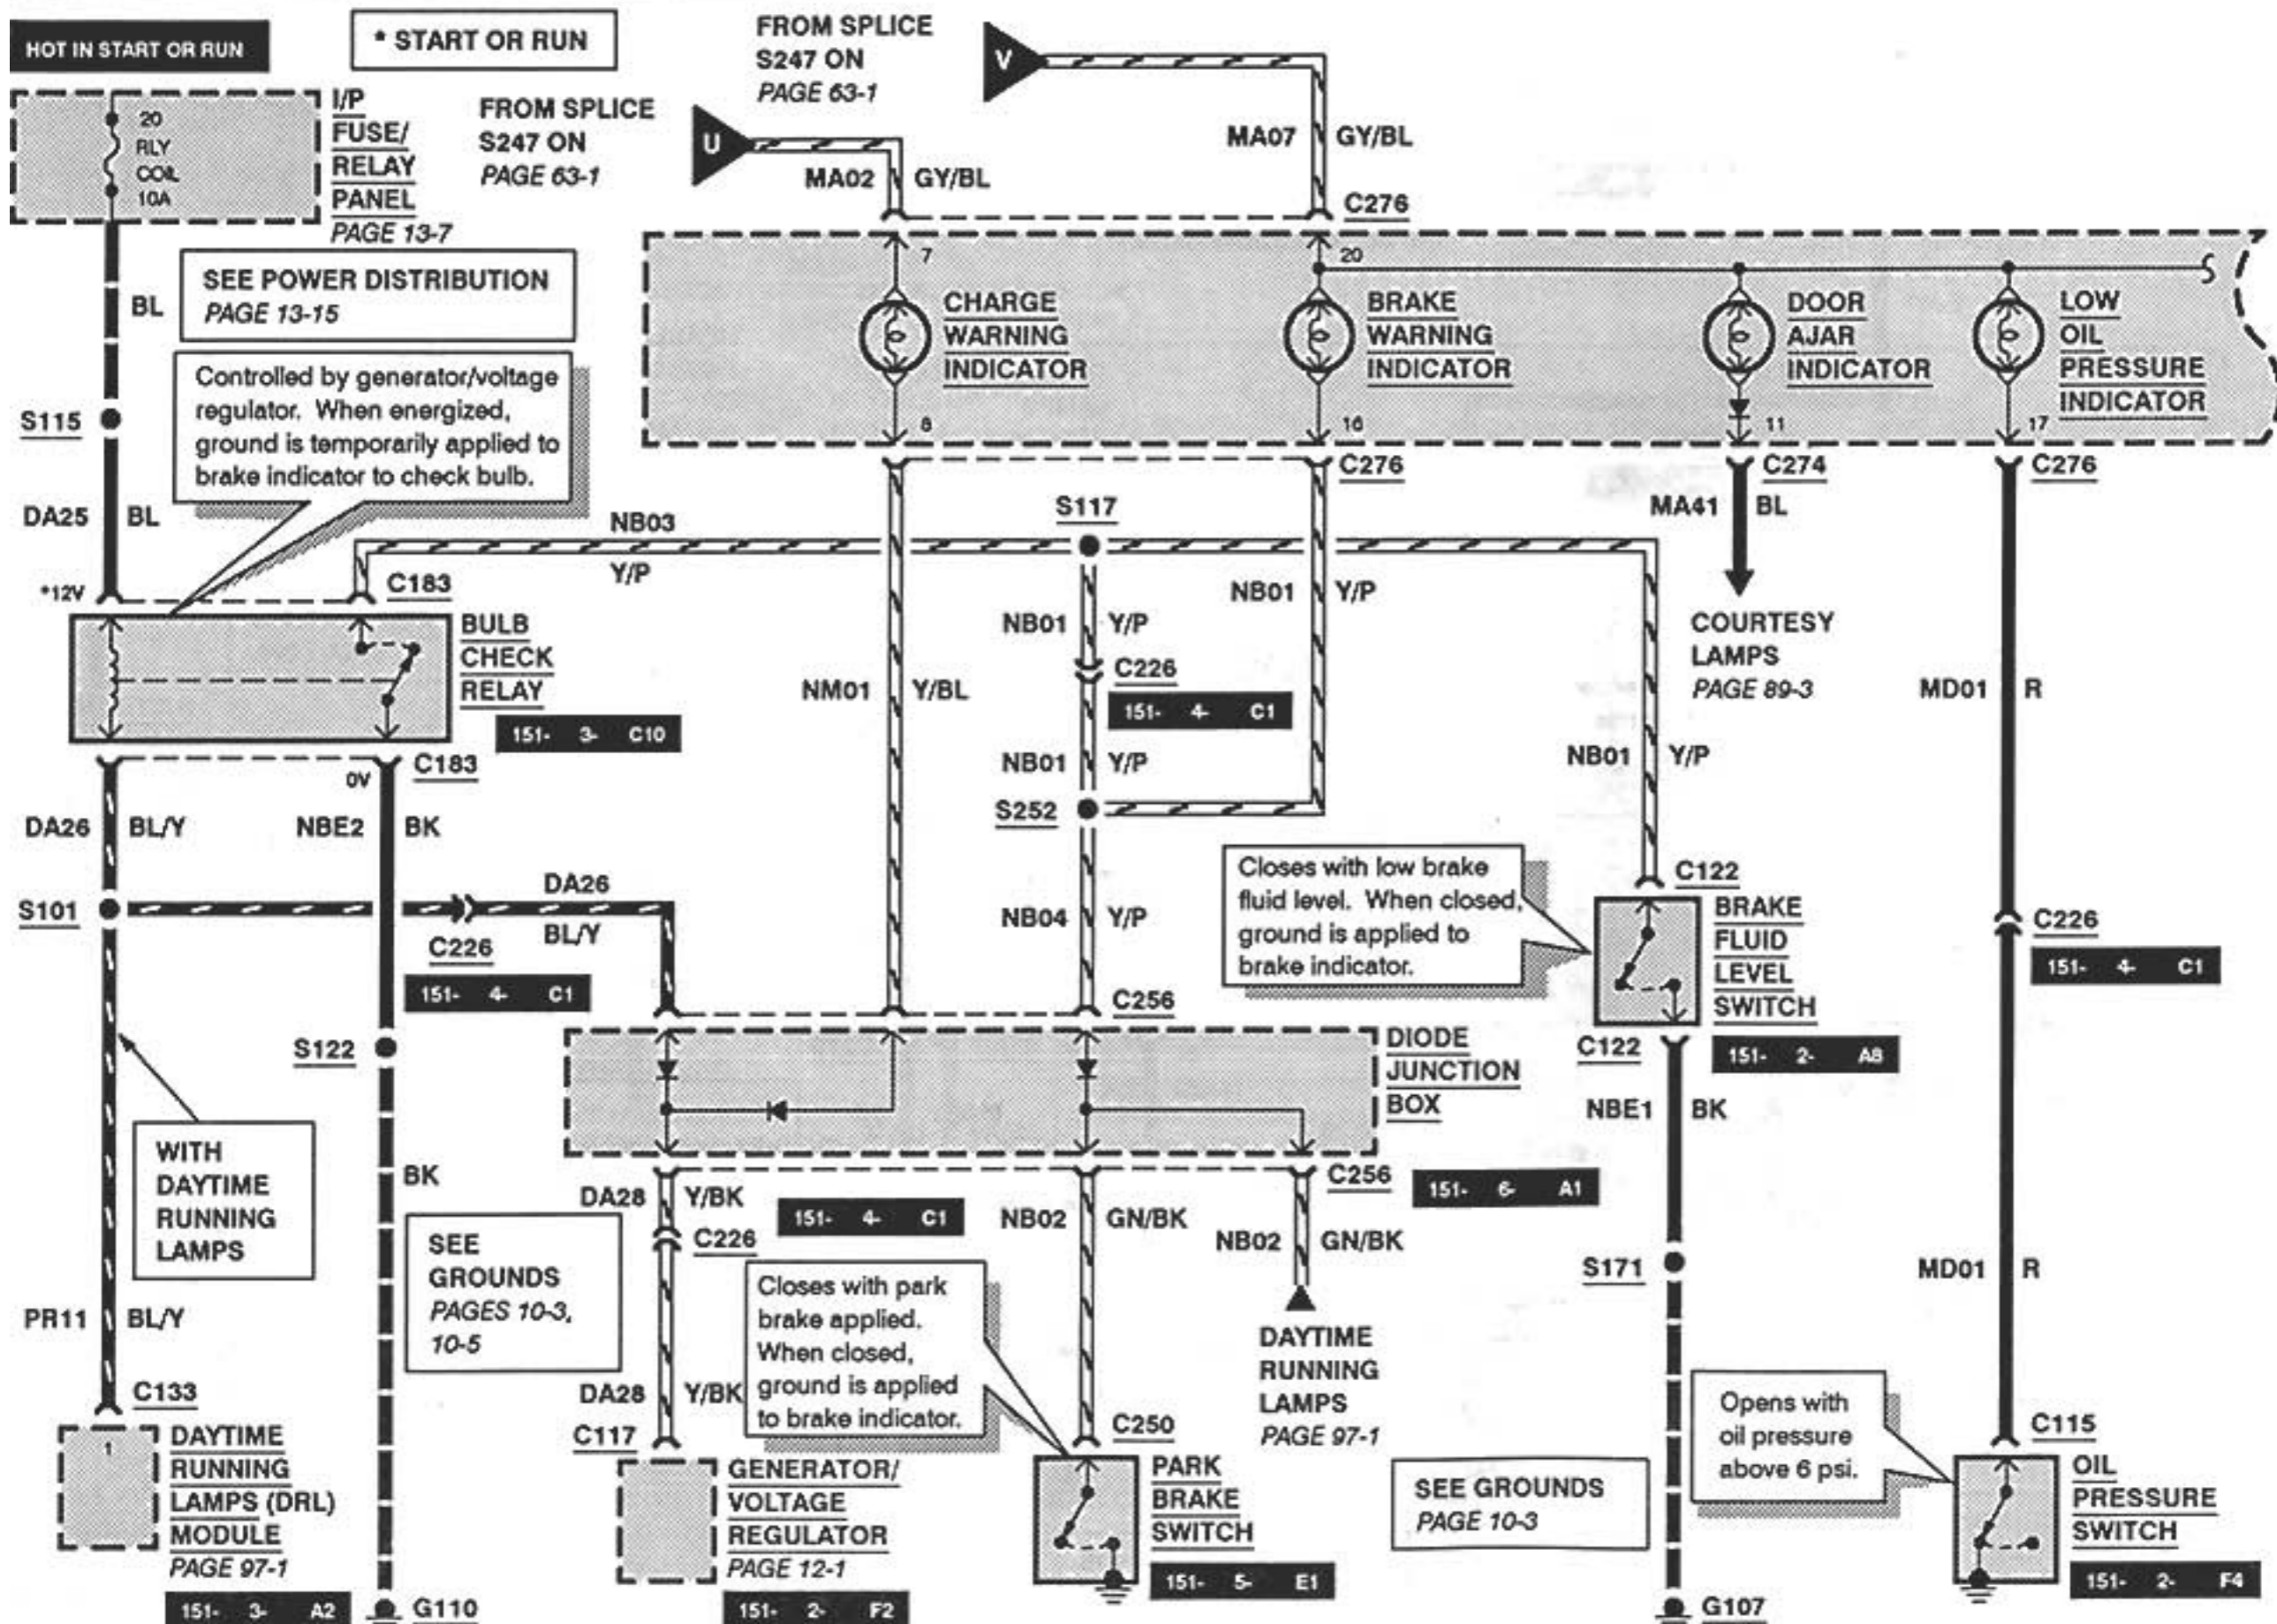 HOT IN START OR RUN
* START OR RUN
FROM SPLICE
S247 ON
PAGE 63-1
V
FROM SPLICE
S247 ON
PAGE 63-1
U
20
RLY
COIL
10A
I/P
FUSE/
RELAY
PANEL
PAGE 13-7
MA02 GY/BL
MA07 GY/BL
C276
BL
SEE POWER DISTRIBUTION
PAGE 13-15
7
CHARGE
WARNING
INDICATOR
20
BRAKE
WARNING
INDICATOR
DOOR
AJAR
INDICATOR
LOW
OIL
PRESSURE
INDICATOR
Controlled by generator/voltage
regulator. When energized,
ground is temporarily applied to
brake indicator to check bulb.
S115
16
11
17
C276
C274
C276
DA25 BL
NB03
Y/P
S117
MA41 BL
*12V
C183
BULB
CHECK
RELAY
151- 3- C10
NM01 Y/BL
NB01 Y/P
C226
151- 4- C1
NB01 Y/P
NB01 Y/P
COURTESY
LAMPS
PAGE 89-3
MD01 R
NB01 Y/P
0V
C183
S252
DA26 BL/Y
NBE2 BK
S101
DA26
BL/Y
C226
151- 4- C1
NB04 Y/P
Closes with low brake
fluid level. When closed,
ground is applied to
brake indicator.
C122
BRAKE
FLUID
LEVEL
SWITCH
C226
151- 4- C1
C256
S122
DIODE
JUNCTION
BOX
C122
151- 2- A8
NBE1 BK
WITH
DAYTIME
RUNNING
LAMPS
BK
DA28 Y/BK
151- 4- C1
C226
NB02 GN/BK
C256
151- 6- A1
NB02 GN/BK
SEE
GROUNDS
PAGES 10-3,
10-5
Closes with park
brake applied.
When closed,
ground is applied
to brake indicator.
S171
MD01 R
PR11 BL/Y
DAYTIME
RUNNING
LAMPS
PAGE 97-1
DA28 Y/BK
C133
C117
C250
Opens with
oil pressure
above 6 psi.
C115
1
DAYTIME
RUNNING
LAMPS (DRL)
MODULE
PAGE 97-1
151- 3- A2
G110
GENERATOR/
VOLTAGE
REGULATOR
PAGE 12-1
151- 2- F2
PARK
BRAKE
SWITCH
151- 5- E1
SEE GROUNDS
PAGE 10-3
G107
OIL
PRESSURE
SWITCH
151- 2- F4